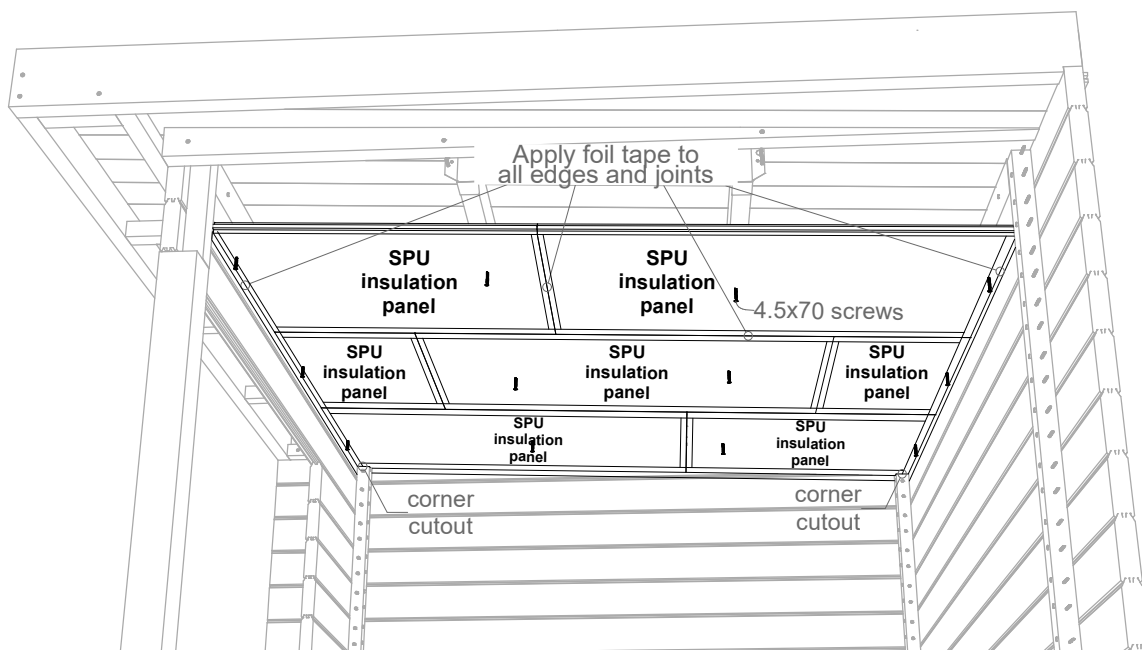 Apply foil tape to
all edges and joints
SPU
insulation
panel
SPU
insulation
panel
4.5x70 screws
SPU
insulation
panel
SPU
insulation
panel
SPU
insulation
panel
SPU
insulation
panel
SPU
insulation
panel
corner
cutout
corner
cutout